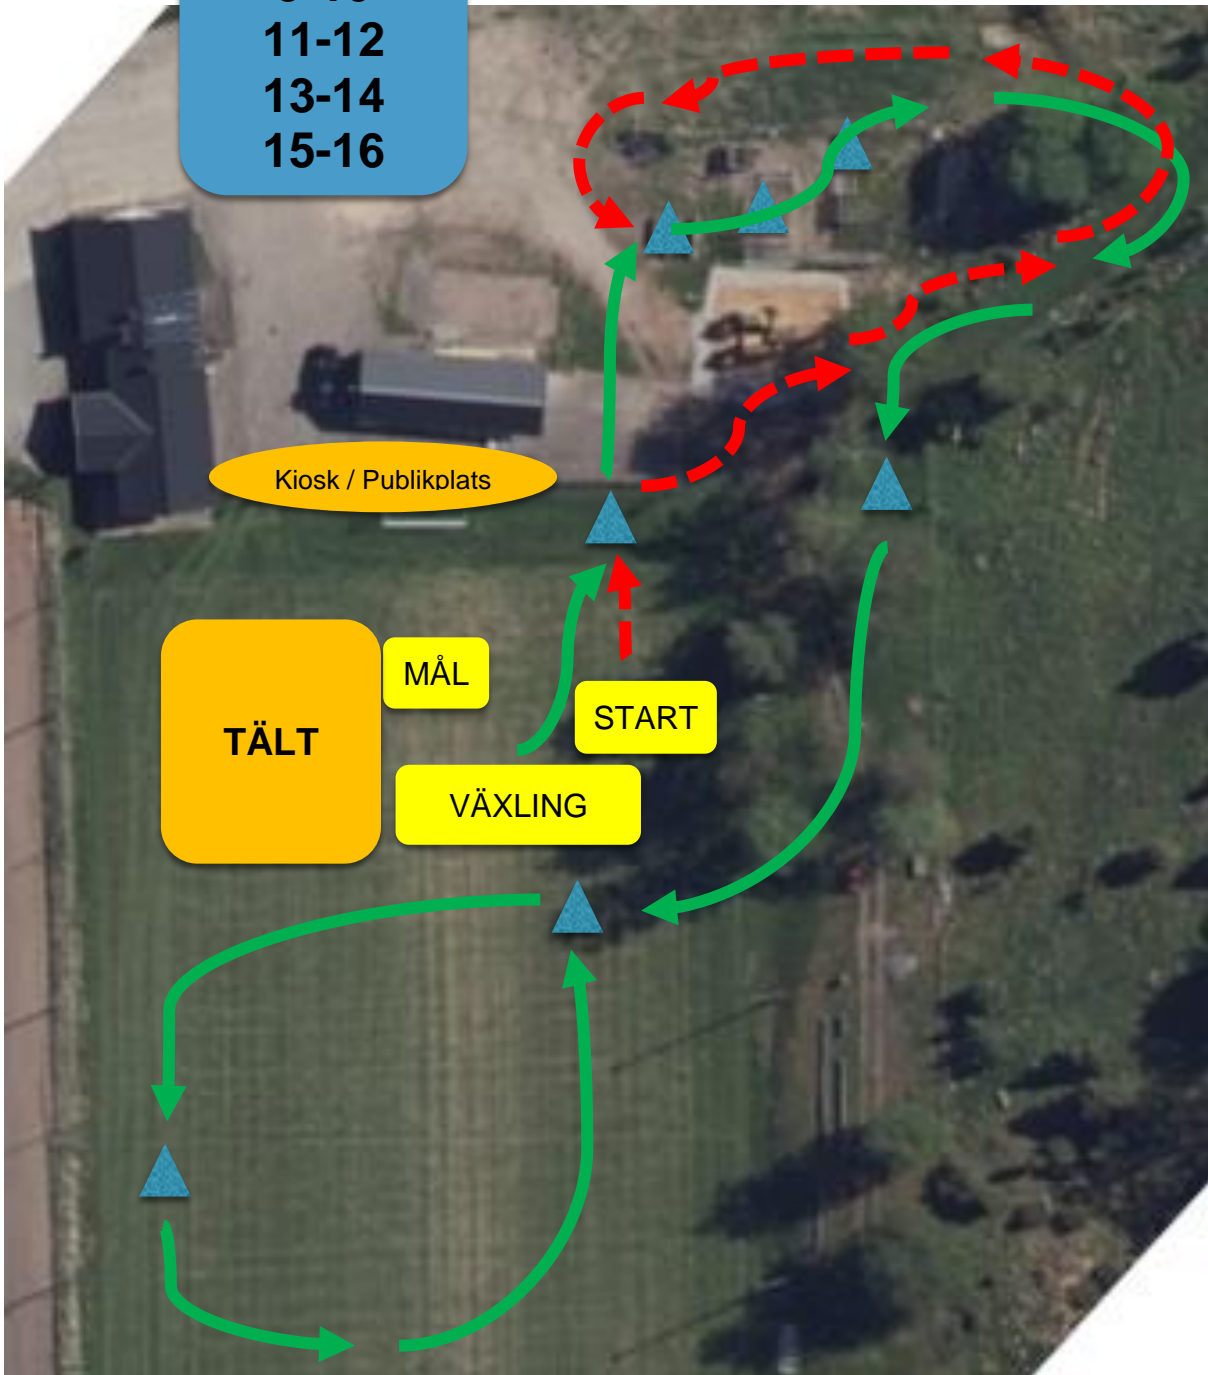 11-12
13-14
15-16
Kiosk / Publikplats
MÅL
START
TÄLT
VÄXLING